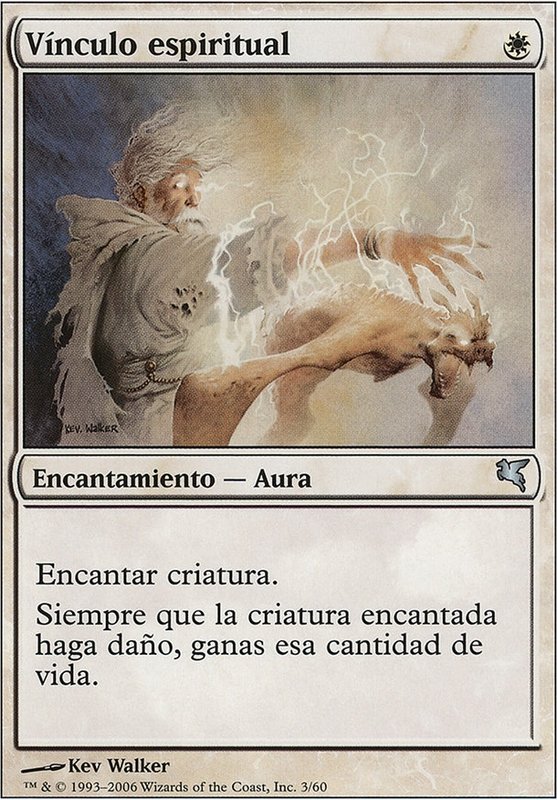 Vínculo espiritual
KEV. WALKER
Encantamiento — Aura
Encantar criatura.
Siempre que la criatura encantada
haga daño, ganas esa cantidad de
vida.
Kev Walker
™ & © 1993–2006 Wizards of the Coast, Inc. 3/60